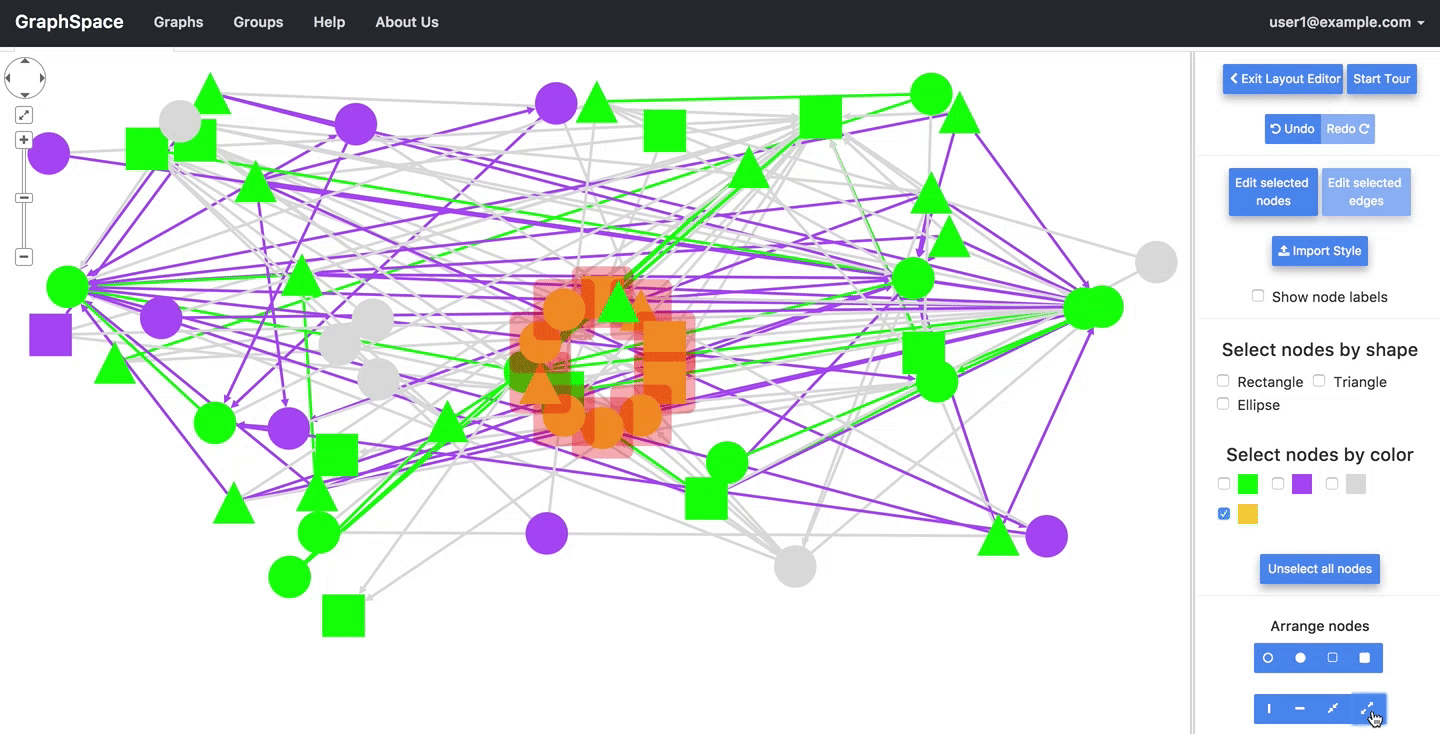 GraphSpace Graphs Groups Help About Us user1@example.com
Exit Layout Editor Start Tour
Undo Redo
Edit selected nodes Edit selected edges
Import Style
Show node labels
Select nodes by shape
Rectangle Triangle
Ellipse
Select nodes by color
Unselect all nodes
Arrange nodes